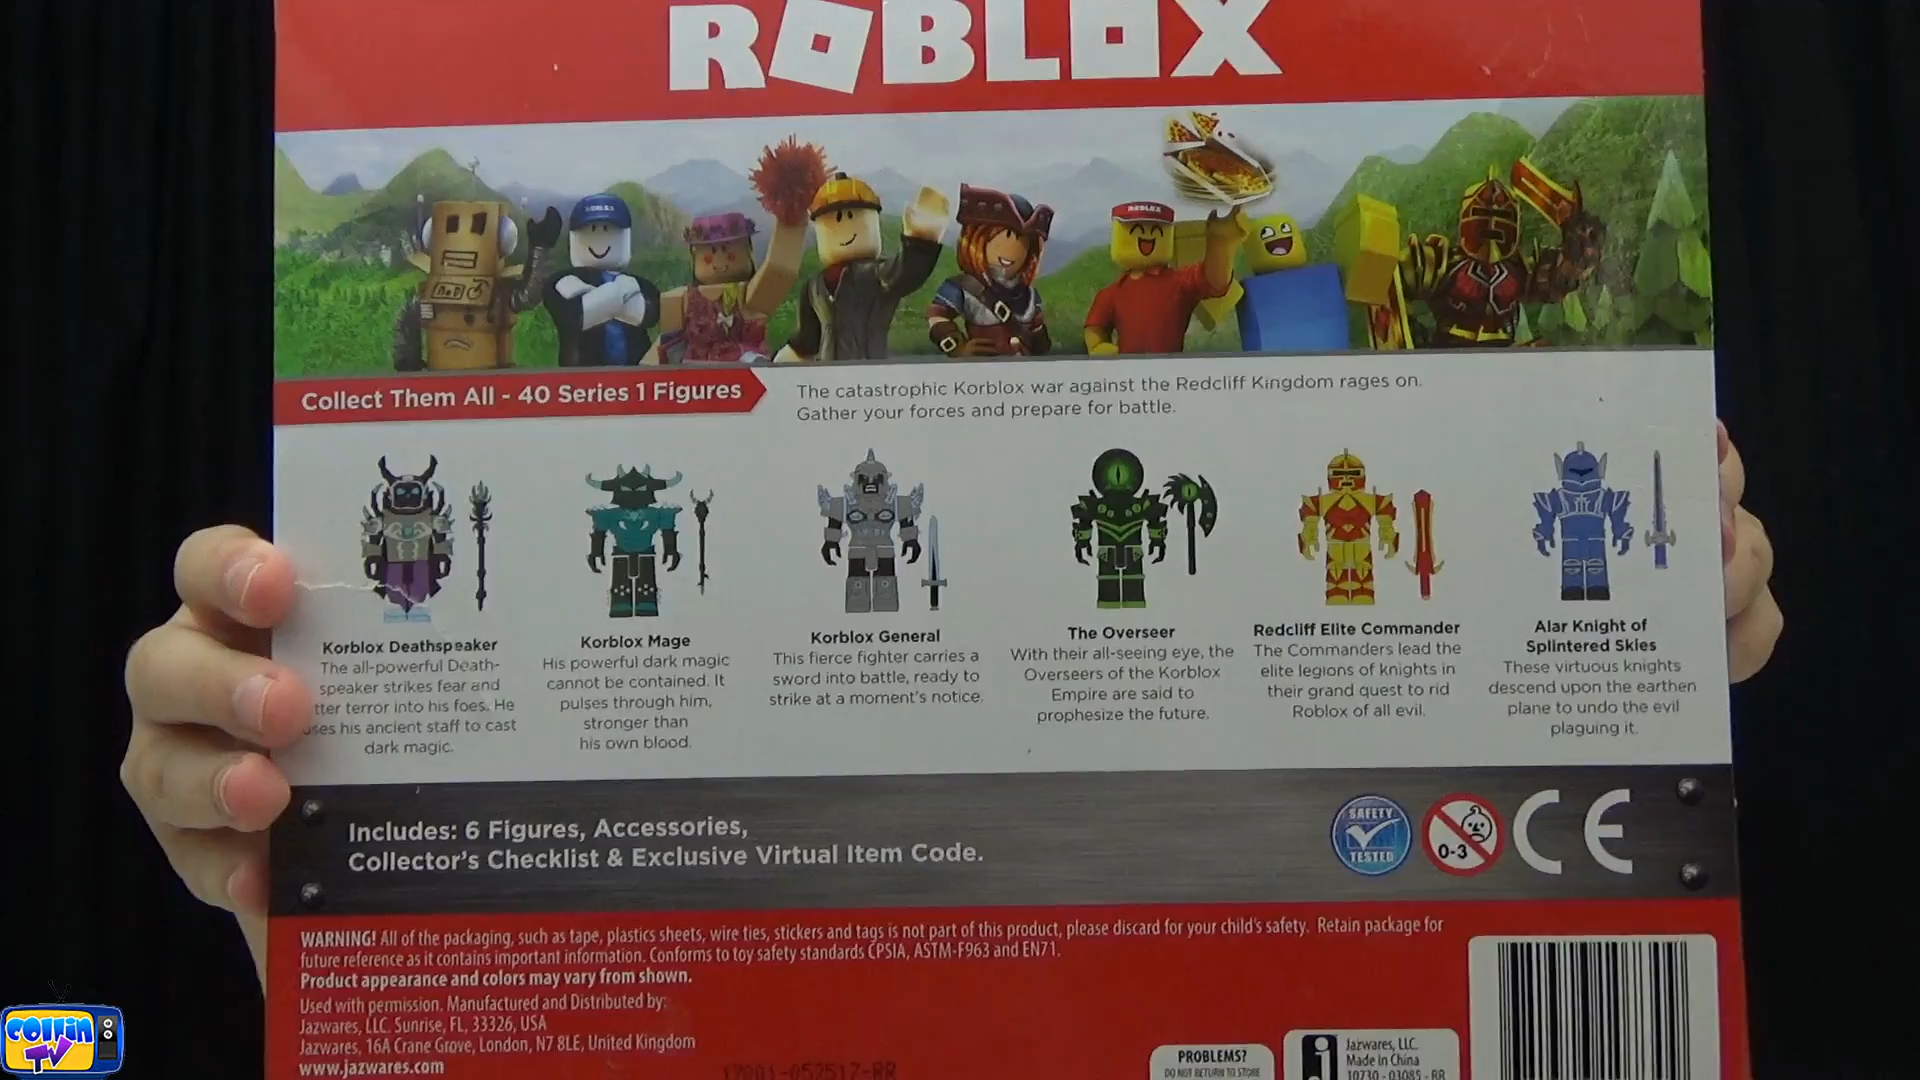 ROBLOX
ROBLOX
ROBLOX
Collect Them All - 40 Series 1 Figures
The catastrophic Korblox war against the Redcliff Kingdom rages on.
Gather your forces and prepare for battle.
Korblox Deathspeaker
The all-powerful Death-
speaker strikes fear and
tter terror into his foes. He
uses his ancient staff to cast
dark magic.
Korblox Mage
His powerful dark magic
cannot be contained. It
pulses through him,
stronger than
his own blood.
Korblox General
This fierce fighter carries a
sword into battle, ready to
strike at a moment's notice.
The Overseer
With their all-seeing eye, the
Overseers of the Korblox
Empire are said to
prophesize the future.
Redcliff Elite Commander
The Commanders lead the
elite legions of knights in
their grand quest to rid
Roblox of all evil.
Alar Knight of
Splintered Skies
These virtuous knights
descend upon the earthen
plane to undo the evil
plaguing it.
Includes: 6 Figures, Accessories,
Collector's Checklist & Exclusive Virtual Item Code.
SAFETY
TESTED
0-3
CE
WARNING! All of the packaging, such as tape, plastics sheets, wire ties, stickers and tags is not part of this product, please discard for your child's safety. Retain package for
future reference as it contains important information. Conforms to toy safety standards CPSIA, ASTM-F963 and EN71.
Product appearance and colors may vary from shown.
Used with permission. Manufactured and Distributed by:
Jazwares, LLC. Sunrise, FL, 33326, USA
Jazwares, 16A Crane Grove, London, N7 8LE, United Kingdom
www.jazwares.com
PROBLEMS?
DO NOT RETURN TO STORE
Jazwares, LLC.
Made in China
10730 - 03085 - RR
COLLIN
TV